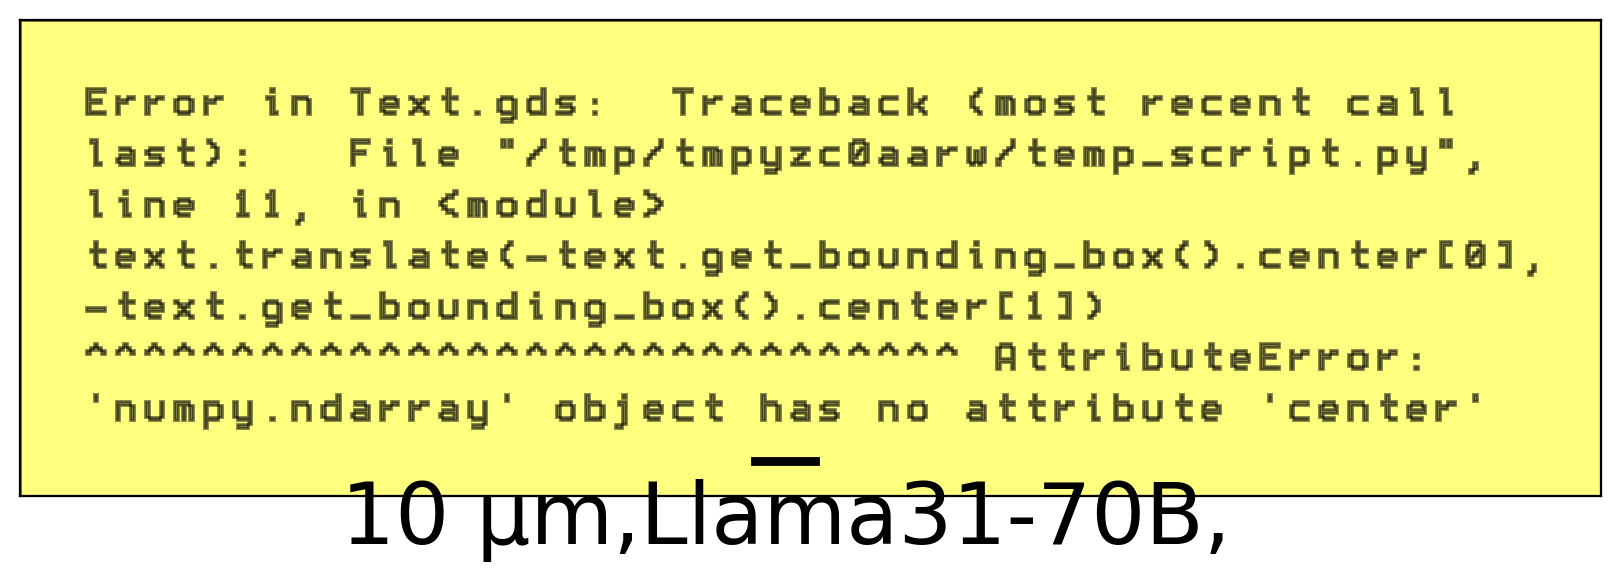 Error in Text.gds:  Traceback (most recent call
last):   File "/tmp/tmpyzc0aarw/temp_script.py",
line 11, in <module>
text.translate(-text.get_bounding_box().center[0],
-text.get_bounding_box().center[1])
^^^^^^^^^^^^^^^^^^^^^^^^^^^^^^ AttributeError:
'numpy.ndarray' object has no attribute 'center'
10 μm,Llama31-70B,